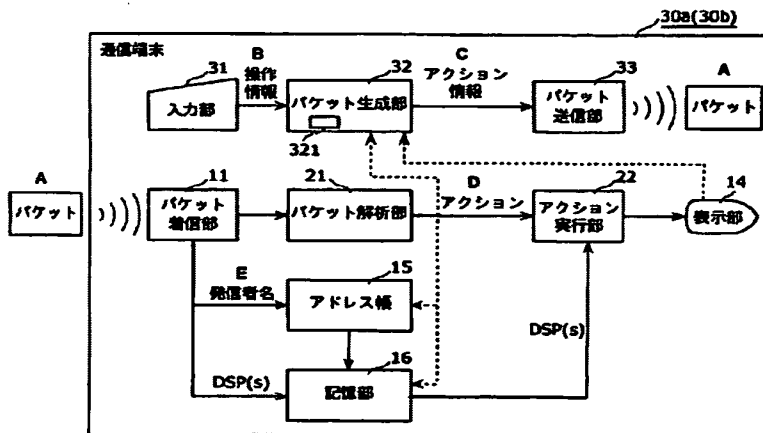 30a(30b)
通信端末
31
入力部
B
操作
情報
32
パケット生成部
321
C
アクション
情報
33
パケット
送信部
A
パケット
A
パケット
11
パケット
着信部
21
パケット解析部
D
アクション
22
アクション
実行部
14
表示部
E
発信者名
15
アドレス帳
DSP(s)
16
記憶部
DSP(s)